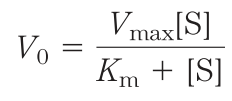 V₀ = Vₘₐₓ[S] / (Kₘ + [S])